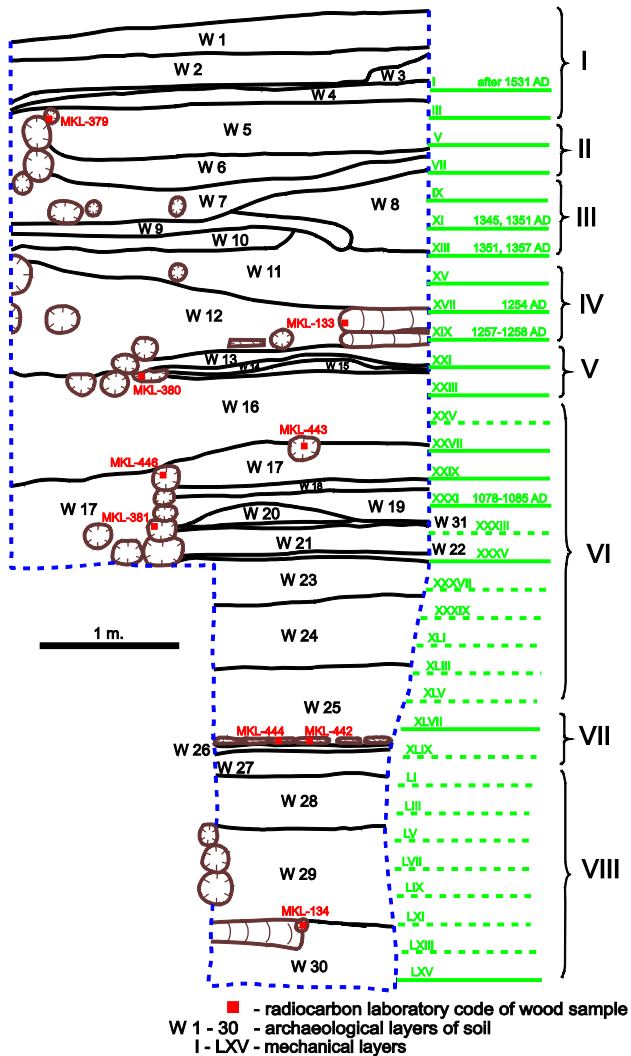 W 1
I
W 2
W 3
I after 1531 AD
W 4
III
MKL-379
W 5
V
II
W 6
VII
W 7
W 8
IX
III
W 9
XI 1345, 1351 AD
W 10
XIII 1351, 1357 AD
W 11
XV
IV
W 12
MKL-133
XVII 1254 AD
XIX 1257-1258 AD
W 13
W 14
W 15
XXI
V
MKL-380
XXIII
W 16
XXV
MKL-443
XXVII
MKL-446
W 17
XXIX
W 18
XXXI 1078-1085 AD
W 17
MKL-381
W 20
W 19
W 31
XXXIII
W 21
W 22
XXXV
VI
W 23
XXXVII
XXXIX
W 24
XLI
1 m.
XLIII
XLV
W 25
MKL-444
MKL-442
XLVII
VII
W 26
XLIX
W 27
LI
W 28
LIII
LV
W 29
LVII
VIII
LIX
MKL-134
LXI
LXIII
W 30
LXV
- radiocarbon laboratory code of wood sample
W 1 - 30 - archaeological layers of soil
I - LXV - mechanical layers